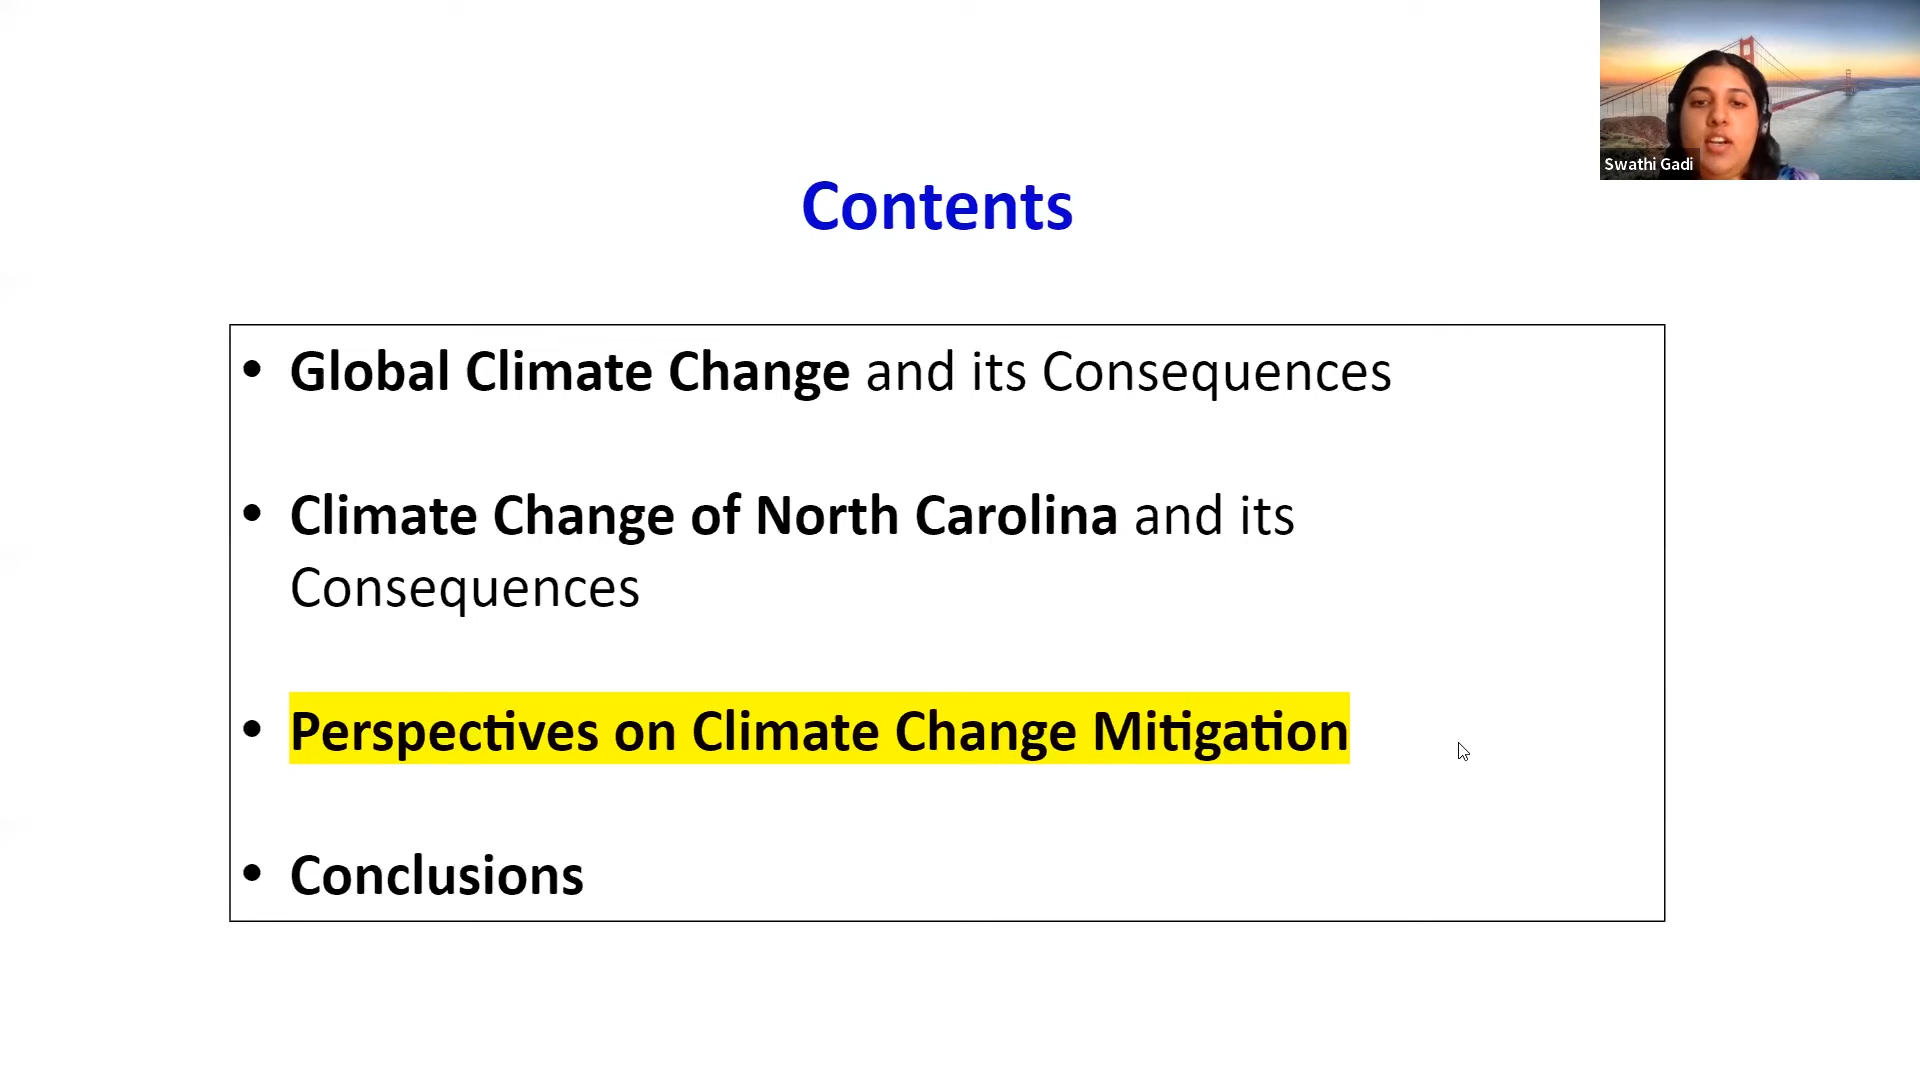 Swathi Gadi
Contents
• Global Climate Change and its Consequences
• Climate Change of North Carolina and its
Consequences
• Perspectives on Climate Change Mitigation
• Conclusions